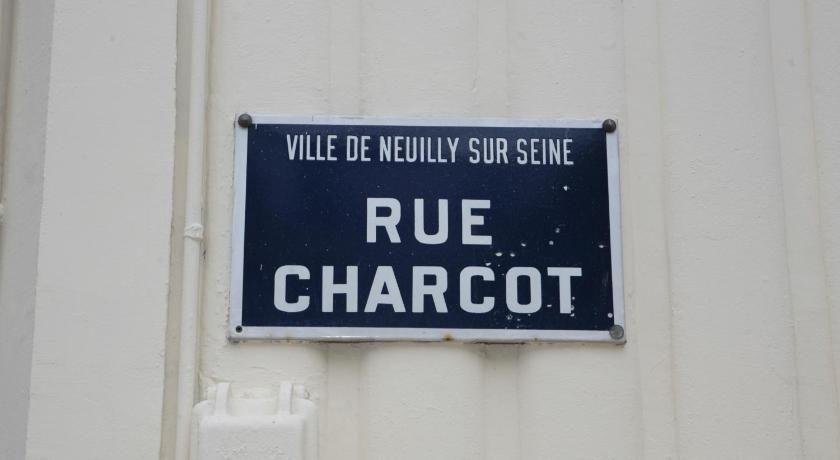 VILLE DE NEUILLY SUR SEINE
RUE
CHARCOT